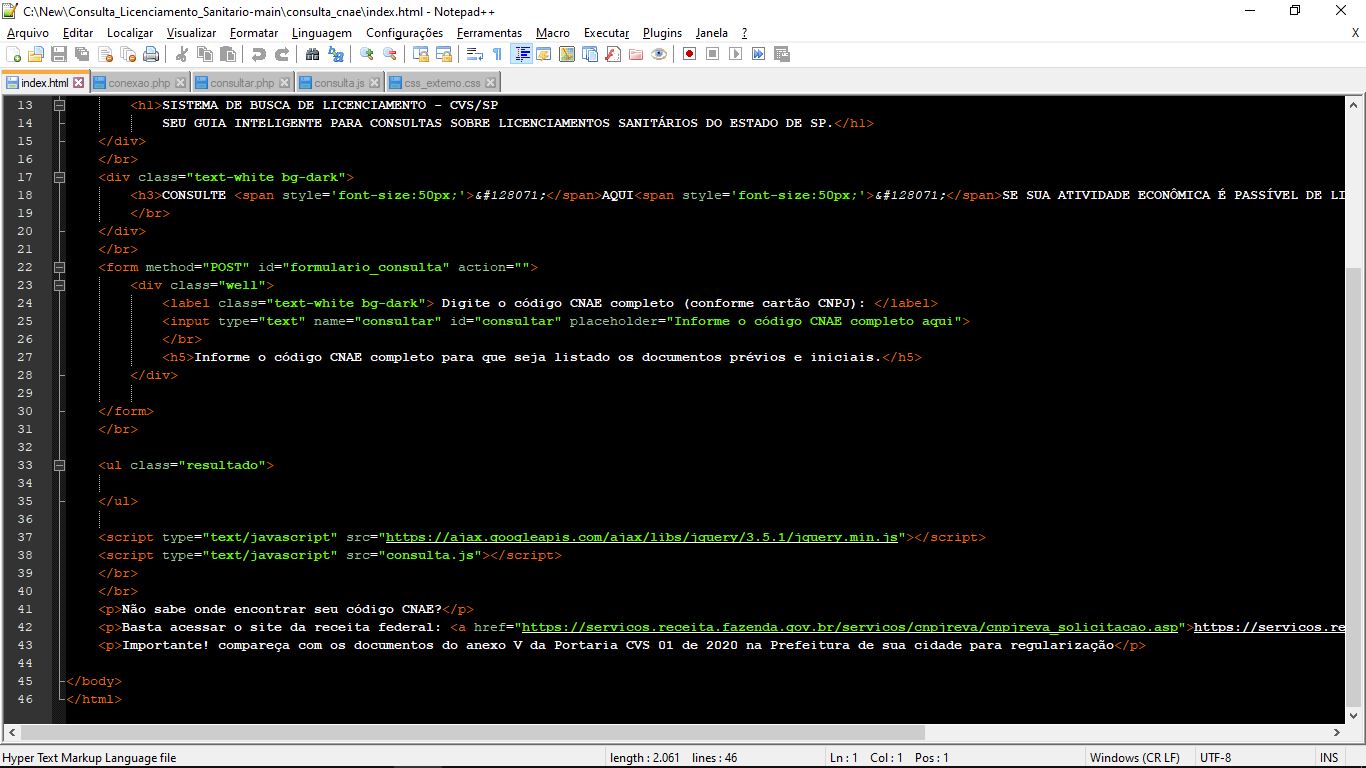 C:\New\Consulta_Licenciamento_Sanitario-main\consulta_cnae\index.html - Notepad++
Arquivo Editar Localizar Visualizar Formatar Linguagem Configurações Ferramentas Macro Executar Plugins Janela ? X
index.html conexao.php consultar.php consulta.js css_externo.css
13 <h1>SISTEMA DE BUSCA DE LICENCIAMENTO - CVS/SP
14 SEU GUIA INTELIGENTE PARA CONSULTAS SOBRE LICENCIAMENTOS SANITÁRIOS DO ESTADO DE SP.</h1>
15 </div>
16 </br>
17 <div class="text-white bg-dark">
18 <h3>CONSULTE <span style='font-size:50px;'>&#128071;</span>AQUI<span style='font-size:50px;'>&#128071;</span>SE SUA ATIVIDADE ECONÔMICA É PASSÍVEL DE LI
19 </br>
20 </div>
21 </br>
22 <form method="POST" id="formulario_consulta" action="">
23 <div class="well">
24 <label class="text-white bg-dark"> Digite o código CNAE completo (conforme cartão CNPJ): </label>
25 <input type="text" name="consultar" id="consultar" placeholder="Informe o código CNAE completo aqui">
26 </br>
27 <h5>Informe o código CNAE completo para que seja listado os documentos prévios e iniciais.</h5>
28 </div>
29
30 </form>
31 </br>
32
33 <ul class="resultado">
34
35 </ul>
36
37 <script type="text/javascript" src="https://ajax.googleapis.com/ajax/libs/jquery/3.5.1/jquery.min.js"></script>
38 <script type="text/javascript" src="consulta.js"></script>
39 </br>
40 </br>
41 <p>Não sabe onde encontrar seu código CNAE?</p>
42 <p>Basta acessar o site da receita federal: <a href="https://servicos.receita.fazenda.gov.br/servicos/cnpjreva/cnpjreva_solicitacao.asp">https://servicos.re
43 <p>Importante! compareça com os documentos do anexo V da Portaria CVS 01 de 2020 na Prefeitura de sua cidade para regularização</p>
44
45 </body>
46 </html>
Hyper Text Markup Language file length : 2.061 lines : 46 Ln : 1 Col : 1 Pos : 1 Windows (CR LF) UTF-8 INS